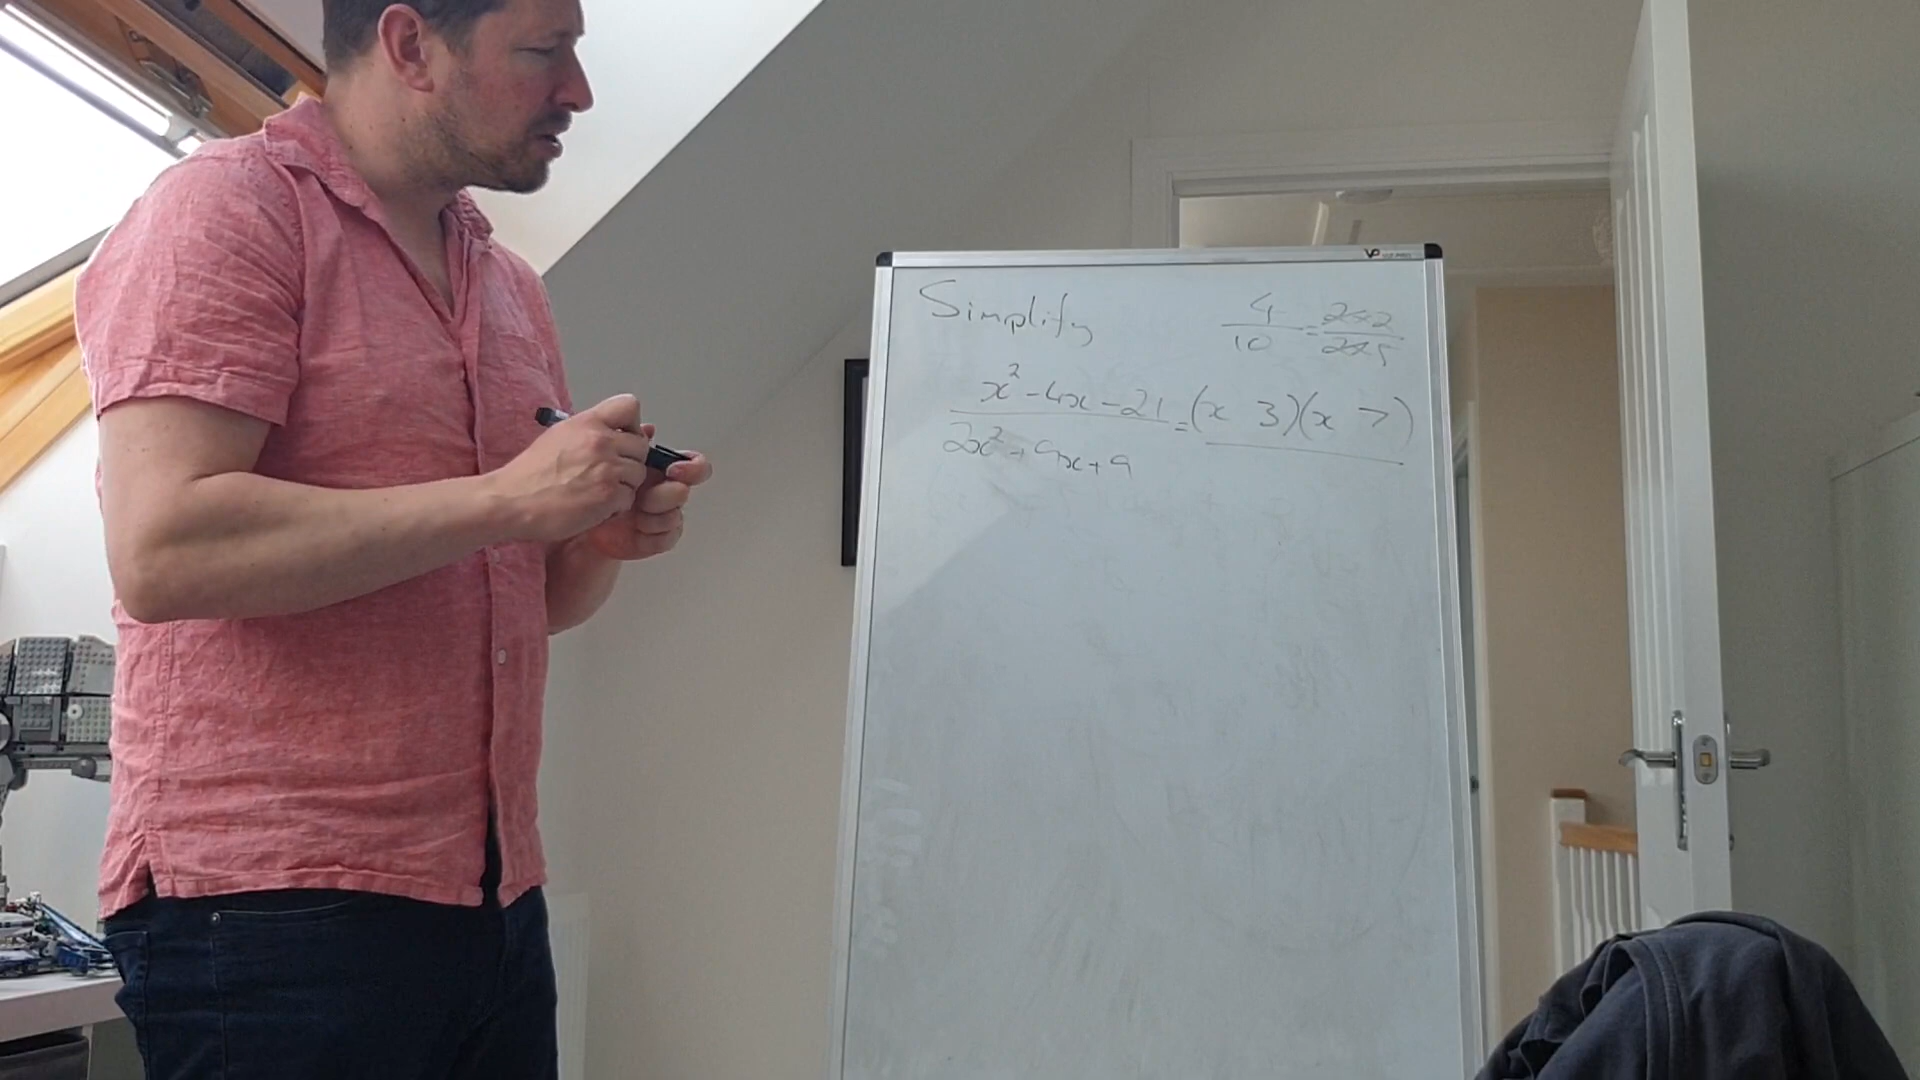 Simplify
4/10 = 2×2/2×5
x² - 4x - 21 / 2x² + 9x + 9 = (x 3)(x 7)